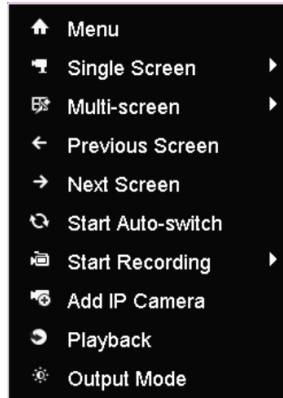 Menu
Single Screen
Multi-screen
Previous Screen
Next Screen
Start Auto-switch
Start Recording
Add IP Camera
Playback
Output Mode